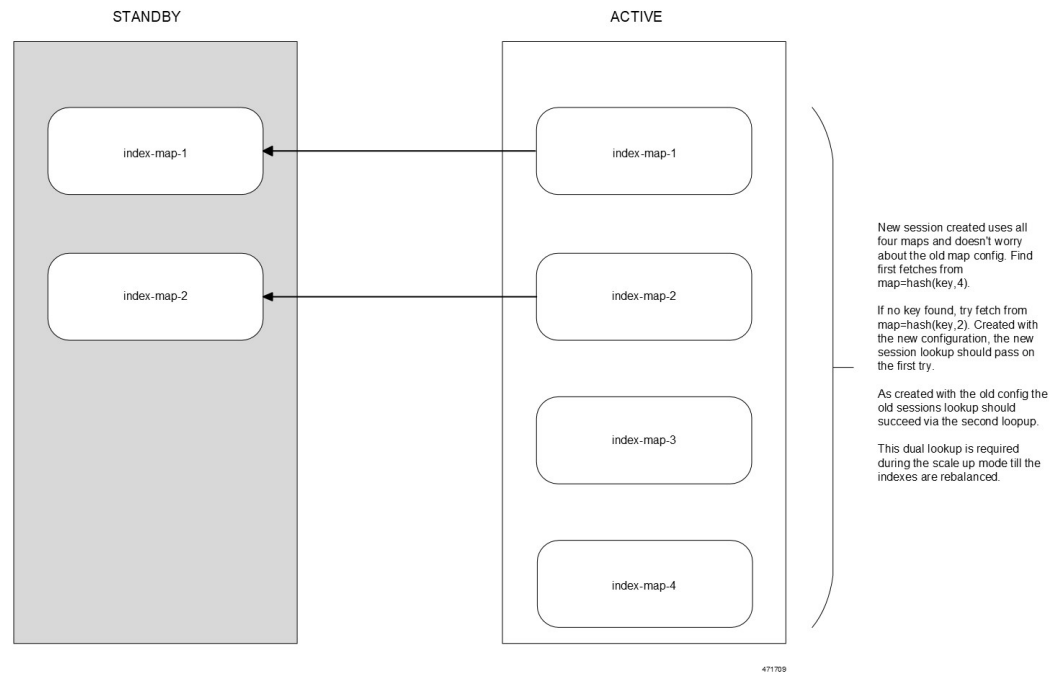 STANDBY
ACTIVE
index-map-1
index-map-1
index-map-2
index-map-2
index-map-3
index-map-4
New session created uses all
four maps and doesn't worry
about the old map config. Find
first fetches from
map=hash(key,4).
If no key found, try fetch from
map=hash(key,2). Created with
the new configuration, the new
session lookup should pass on
the first try.
As created with the old config the
old sessions lookup should
succeed via the second loopup.
This dual lookup is required
during the scale up mode till the
indexes are rebalanced.
471709